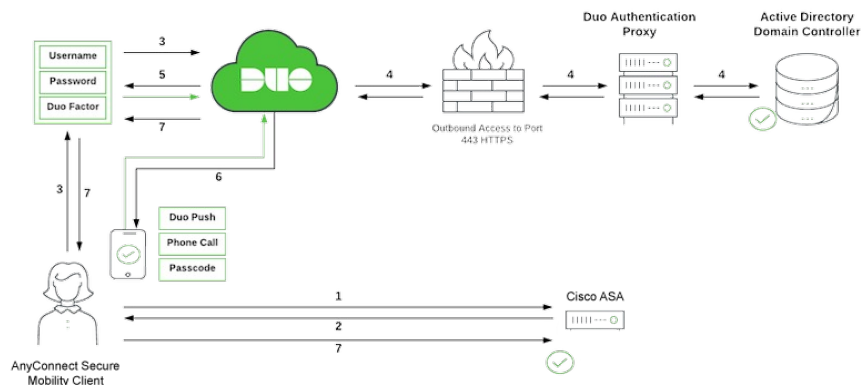 Duo Authentication
Proxy
Active Directory
Domain Controller
Username
Password
Duo Factor
3
5
7
DUO
4
4
4
Outbound Access to Port
443 HTTPS
6
3
7
Duo Push
Phone Call
Passcode
1
2
7
Cisco ASA
AnyConnect Secure
Mobility Client